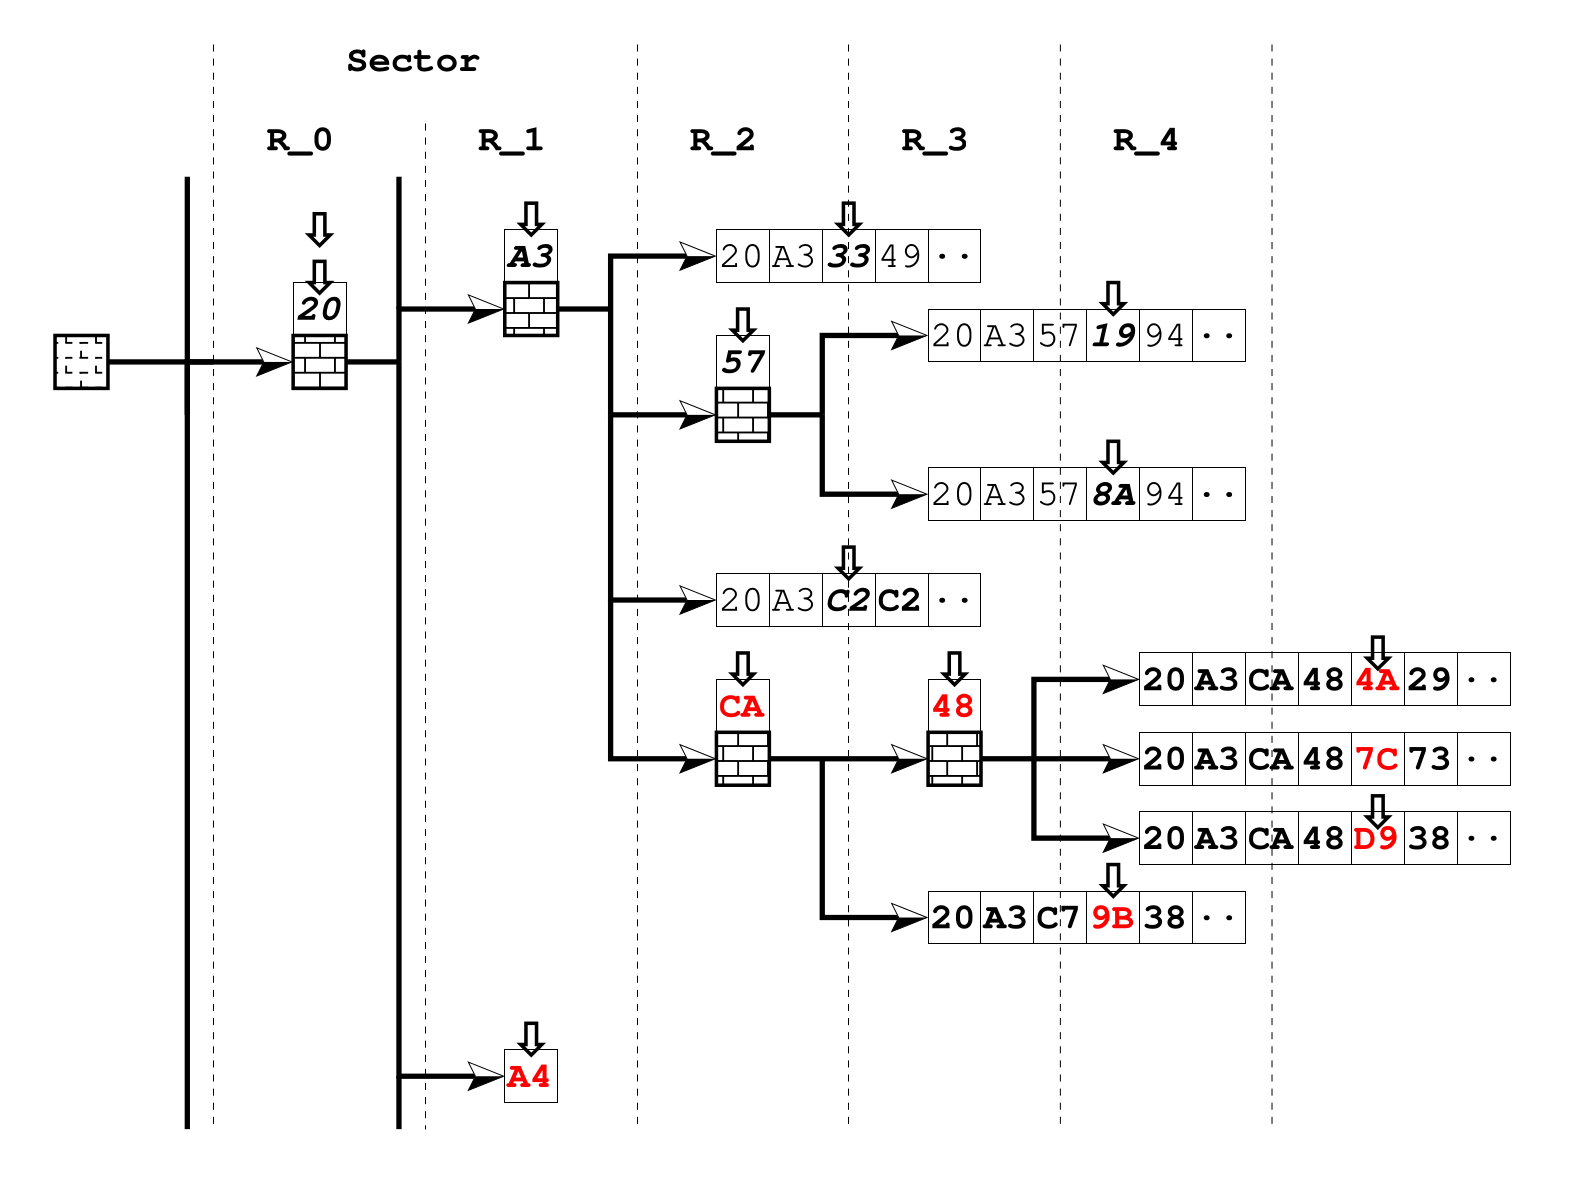 Sector
R_0 R_1 R_2 R_3 R_4
A3
20 A3 33 49 ..
20
20 A3 57 19 94 ..
57
20 A3 57 8A 94 ..
20 A3 C2 C2 ..
20 A3 CA 48 4A 29 ..
CA 48
20 A3 CA 48 7C 73 ..
20 A3 CA 48 D9 38 ..
20 A3 C7 9B 38 ..
A4